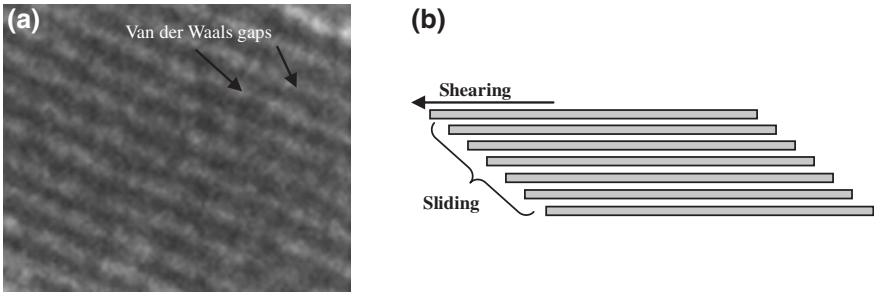 (a)
Van der Waals gaps
(b)
Shearing
Sliding